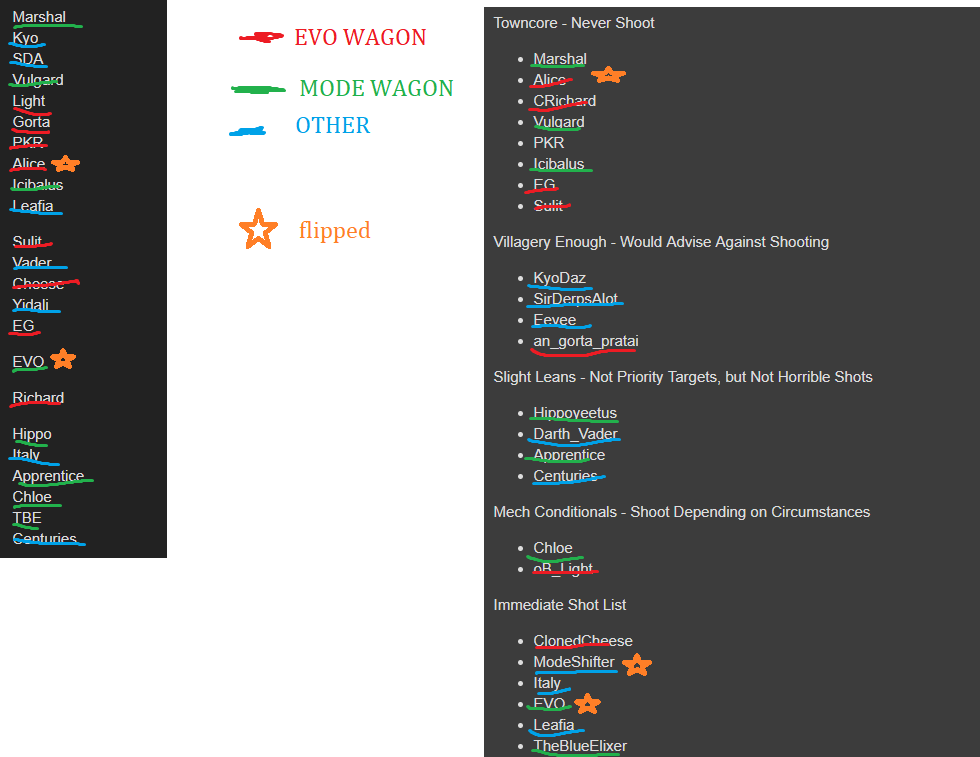 Marshal
Kyo
SDA
Vulgard
Light
Gorta
PKR
Alice
Icibalus
Leafia
Sulit
Vader
Cheese
Yidali
EG
EVO
Richard
Hippo
Italy
Apprentice
Chloe
TBE
Centuries
EVO WAGON
MODE WAGON
OTHER
flipped
Towncore - Never Shoot
Marshal
Alice
CRichard
Vulgard
PKR
Icibalus
EG
Sulit
Villagery Enough - Would Advise Against Shooting
KyoDaz
SirDerpsAlot
Eevee
an_gorta_pratai
Slight Leans - Not Priority Targets, but Not Horrible Shots
Hippoyeetus
Darth_Vader
Apprentice
Centuries
Mech Conditionals - Shoot Depending on Circumstances
Chloe
oB_Light
Immediate Shot List
ClonedCheese
ModeShifter
Italy
EVO
Leafia
TheBlueElixer